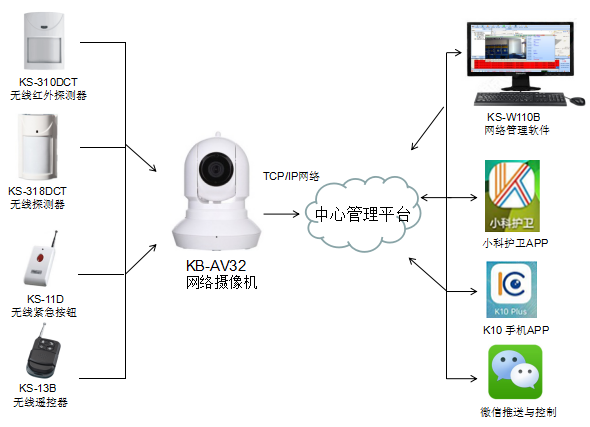 KS-310DCT
无线红外探测器
KS-318DCT
无线探测器
KS-11D
无线紧急按钮
KS-13B
无线遥控器
KB-AV32
网络摄像机
TCP/IP网络
中心管理平台
KS-W110B
网络管理软件
小科护卫
小科护卫APP
K10 Plus
K10 手机APP
微信推送与控制